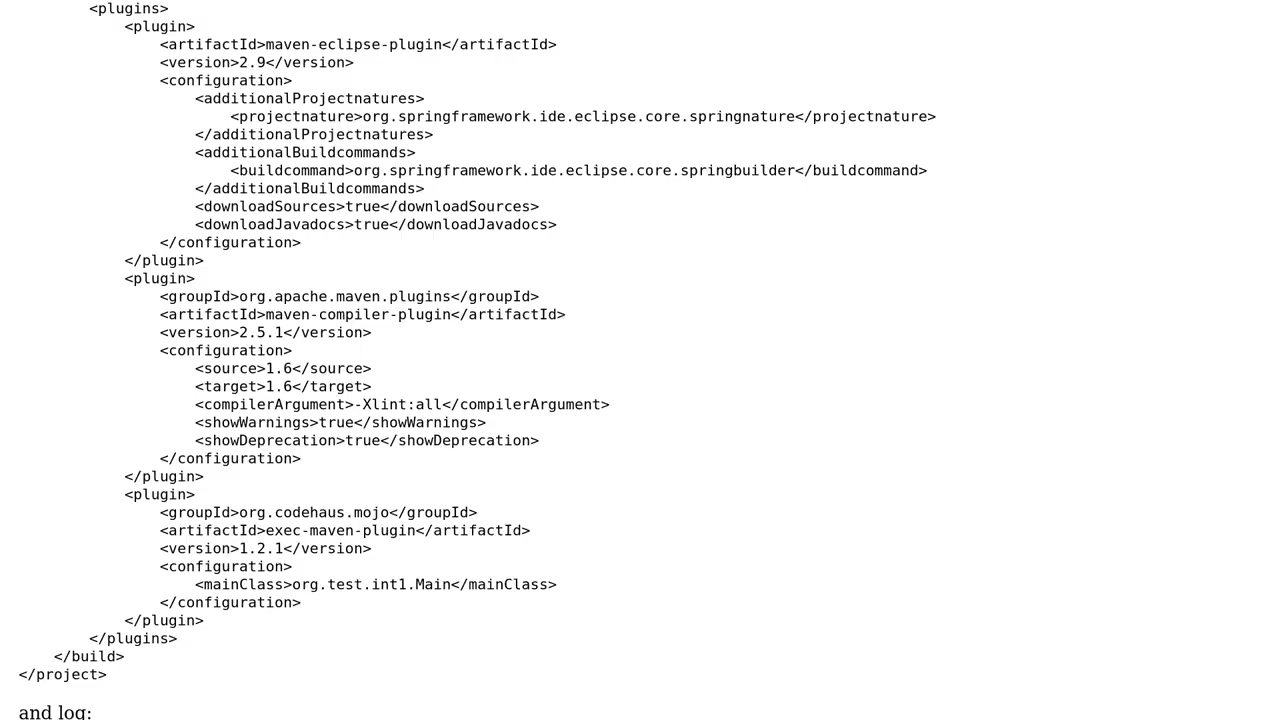 <plugins>
<plugin>
<artifactId>maven-eclipse-plugin</artifactId>
<version>2.9</version>
<configuration>
<additionalProjectnatures>
<projectnature>org.springframework.ide.eclipse.core.springnature</projectnature>
</additionalProjectnatures>
<additionalBuildcommands>
<buildcommand>org.springframework.ide.eclipse.core.springbuilder</buildcommand>
</additionalBuildcommands>
<downloadSources>true</downloadSources>
<downloadJavadocs>true</downloadJavadocs>
</configuration>
</plugin>
<plugin>
<groupId>org.apache.maven.plugins</groupId>
<artifactId>maven-compiler-plugin</artifactId>
<version>2.5.1</version>
<configuration>
<source>1.6</source>
<target>1.6</target>
<compilerArgument>-Xlint:all</compilerArgument>
<showWarnings>true</showWarnings>
<showDeprecation>true</showDeprecation>
</configuration>
</plugin>
<plugin>
<groupId>org.codehaus.mojo</groupId>
<artifactId>exec-maven-plugin</artifactId>
<version>1.2.1</version>
<configuration>
<mainClass>org.test.int1.Main</mainClass>
</configuration>
</plugin>
</plugins>
</build>
</project>
and log: